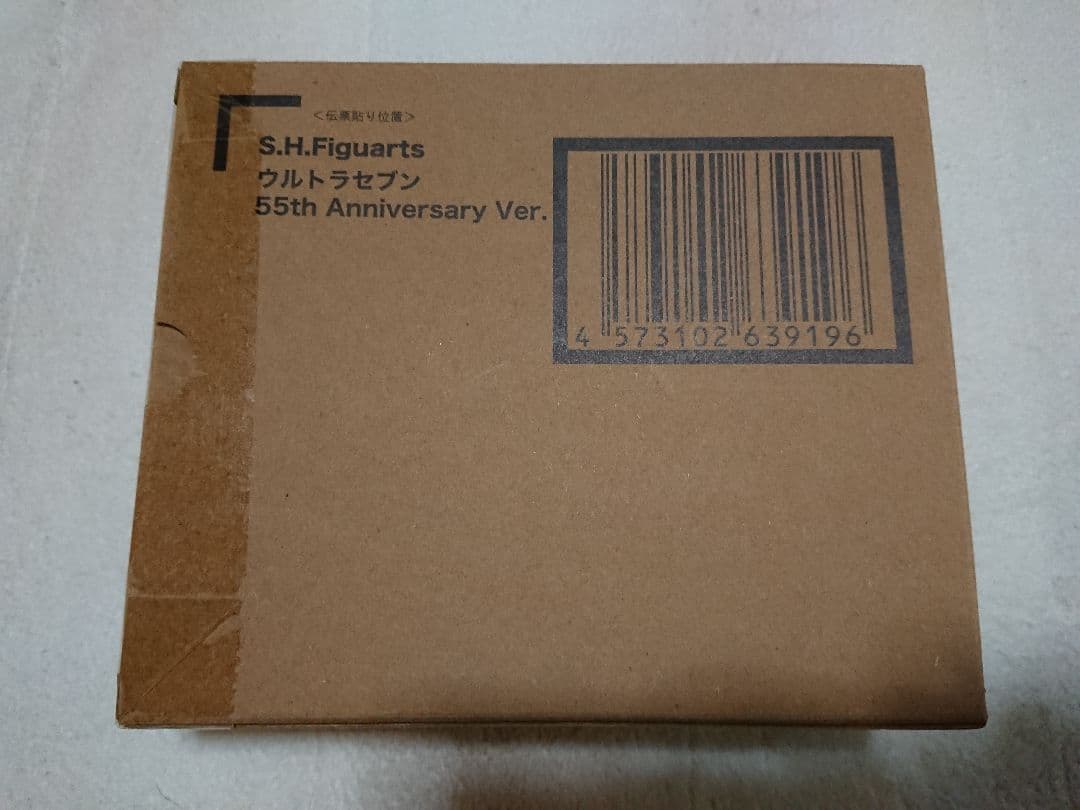 <伝票貼り位置>
S.H.Figuarts
ウルトラセブン
55th Anniversary Ver.
4 573102 639196